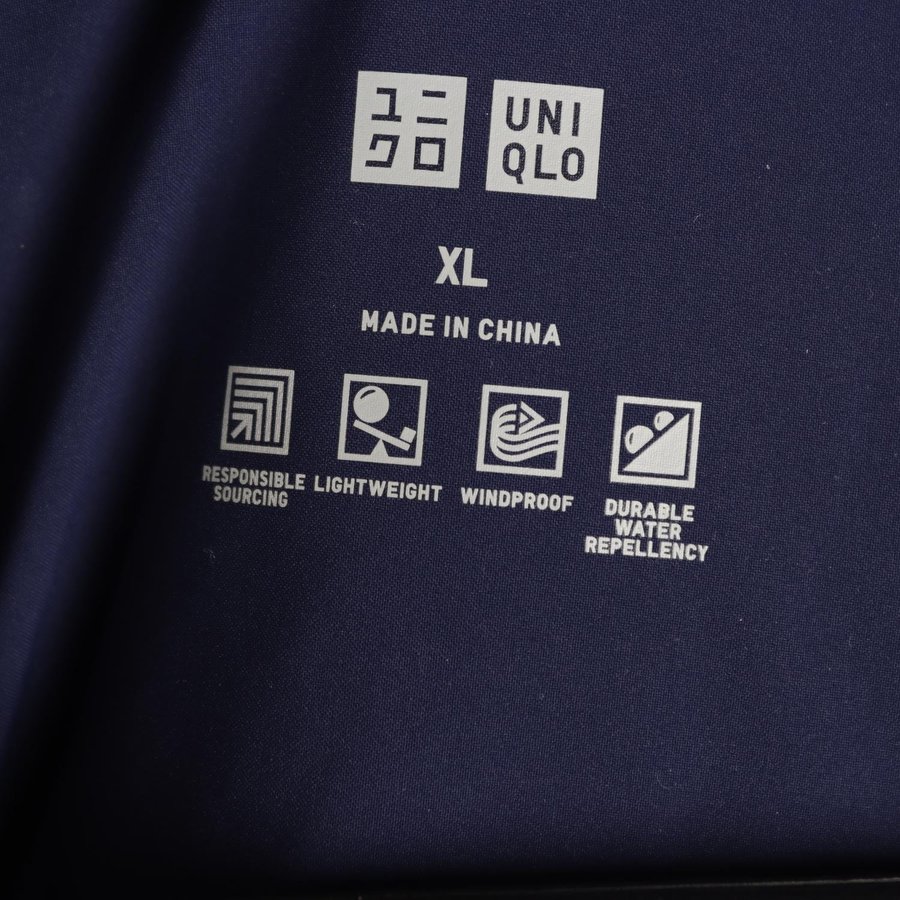 ユニ
クロ
UNI
QLO
XL
MADE IN CHINA
RESPONSIBLE
SOURCING
LIGHTWEIGHT
WINDPROOF
DURABLE
WATER
REPELLENCY